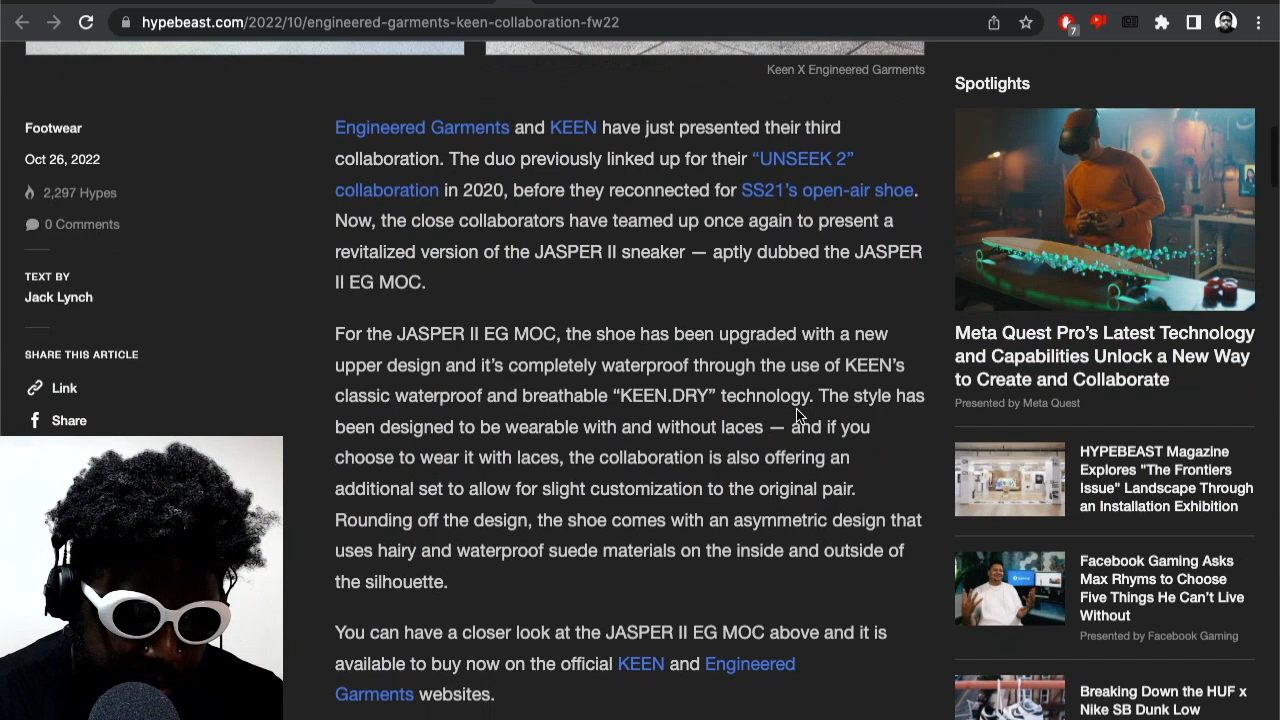 hypebeast.com/2022/10/engineered-garments-keen-collaboration-fw22
7
Keen X Engineered Garments
Footwear
Oct 26, 2022
2,297 Hypes
0 Comments
TEXT BY
Jack Lynch
SHARE THIS ARTICLE
Link
Share
Engineered Garments and KEEN have just presented their third
collaboration. The duo previously linked up for their “UNSEEK 2”
collaboration in 2020, before they reconnected for SS21’s open-air shoe.
Now, the close collaborators have teamed up once again to present a
revitalized version of the JASPER II sneaker — aptly dubbed the JASPER
II EG MOC.
For the JASPER II EG MOC, the shoe has been upgraded with a new
upper design and it’s completely waterproof through the use of KEEN’s
classic waterproof and breathable “KEEN.DRY” technology. The style has
been designed to be wearable with and without laces — and if you
choose to wear it with laces, the collaboration is also offering an
additional set to allow for slight customization to the original pair.
Rounding off the design, the shoe comes with an asymmetric design that
uses hairy and waterproof suede materials on the inside and outside of
the silhouette.
You can have a closer look at the JASPER II EG MOC above and it is
available to buy now on the official KEEN and Engineered
Garments websites.
Spotlights
Meta Quest Pro’s Latest Technology
and Capabilities Unlock a New Way
to Create and Collaborate
Presented by Meta Quest
HYPEBEAST Magazine
Explores "The Frontiers
Issue" Landscape Through
an Installation Exhibition
Facebook Gaming Asks
Max Rhyms to Choose
Five Things He Can’t Live
Without
Presented by Facebook Gaming
Breaking Down the HUF x
Nike SB Dunk Low